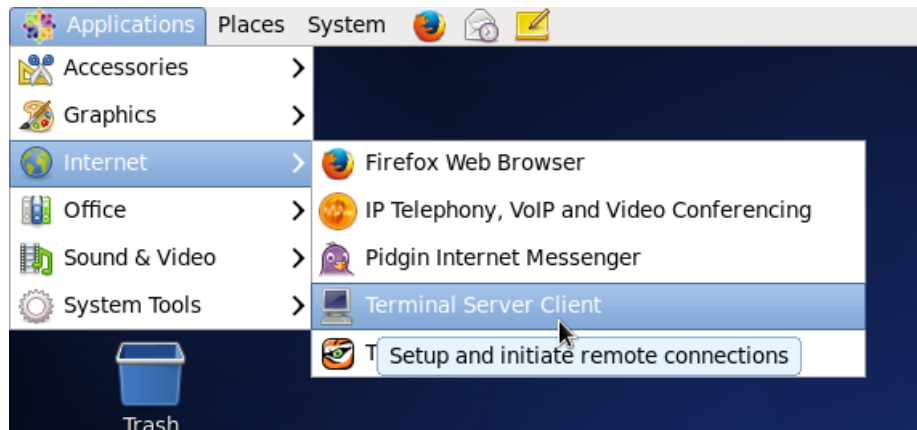 Applications Places System
Accessories
Graphics
Internet
Office
Sound & Video
System Tools
Firefox Web Browser
IP Telephony, VoIP and Video Conferencing
Pidgin Internet Messenger
Terminal Server Client
T
Setup and initiate remote connections
Trash